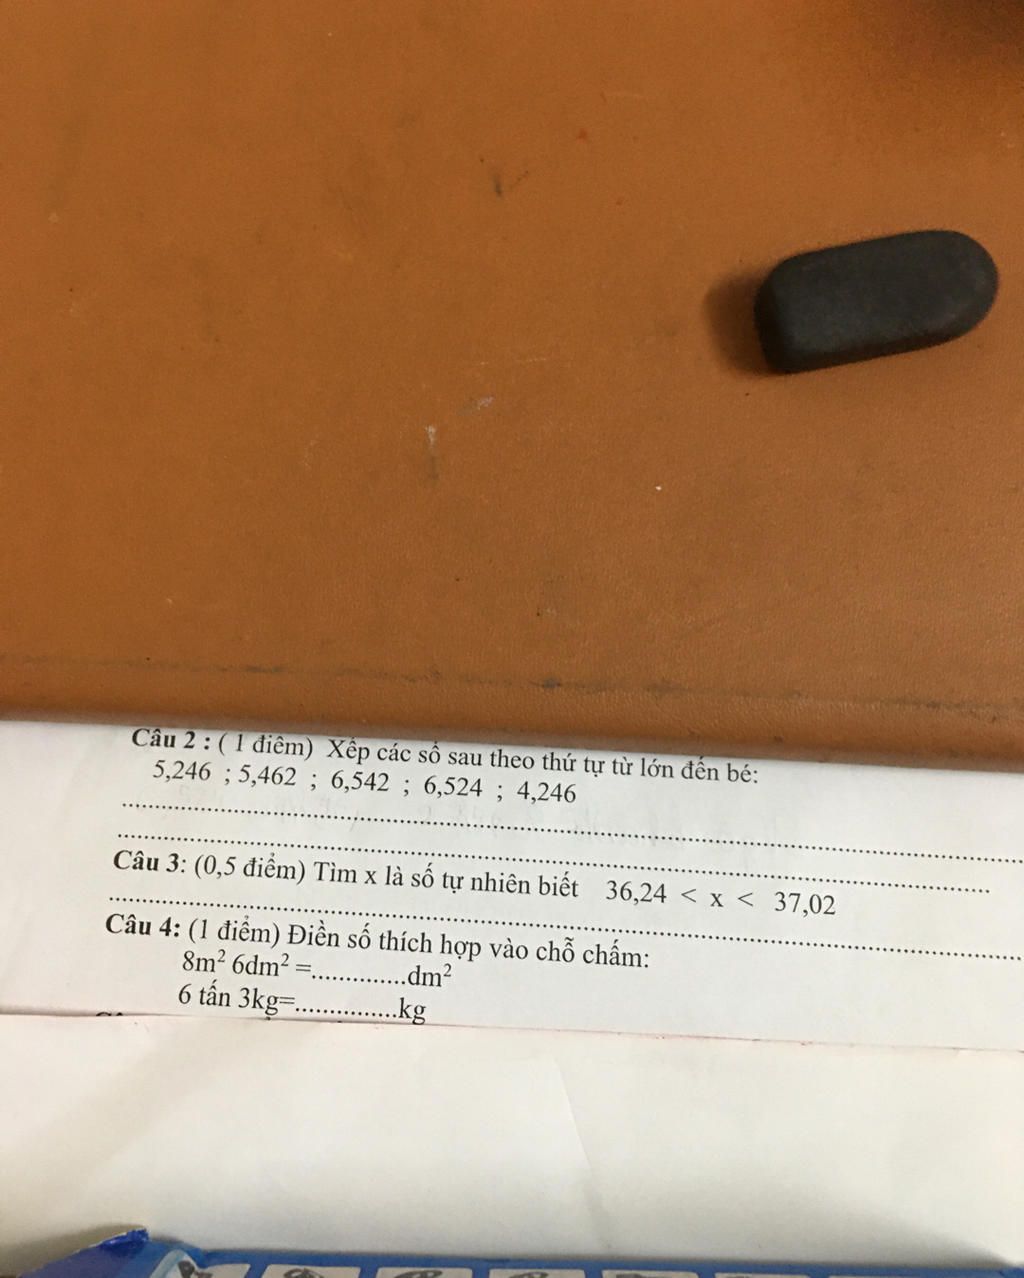 Câu 2 : ( 1 điểm) Xếp các số sau theo thứ tự từ lớn đến bé:
5,246 ; 5,462 ; 6,542 ; 6,524 ; 4,246
Câu 3: (0,5 điểm) Tìm x là số tự nhiên biết 36,24 < x < 37,02
Câu 4: (1 điểm) Điền số thích hợp vào chỗ chấm:
8m² 6dm² =..............dm²
6 tấn 3kg=...............kg